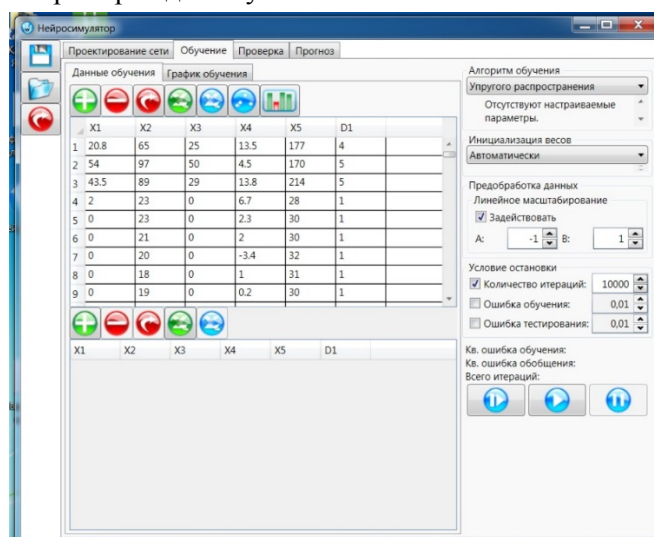 Нейросимулятор
Проектирование сети Обучение Проверка Прогноз
Данные обучения График обучения
X1 X2 X3 X4 X5 D1
1 20.8 65 25 13.5 177 4
2 54 97 50 4.5 170 5
3 43.5 89 29 13.8 214 5
4 2 23 0 6.7 28 1
5 0 23 0 2.3 30 1
6 0 21 0 2 30 1
7 0 20 0 -3.4 32 1
8 0 18 0 1 31 1
9 0 19 0 0.2 30 1
X1 X2 X3 X4 X5 D1
Алгоритм обучения
Упругого распространения
Отсутствуют настраиваемые
параметры.
Инициализация весов
Автоматически
Предобработка данных
Линейное масштабирование
Задействовать
A: -1 B: 1
Условие остановки
Количество итераций: 10000
Ошибка обучения: 0,01
Ошибка тестирования: 0,01
Кв. ошибка обучения:
Кв. ошибка обобщения:
Всего итераций: